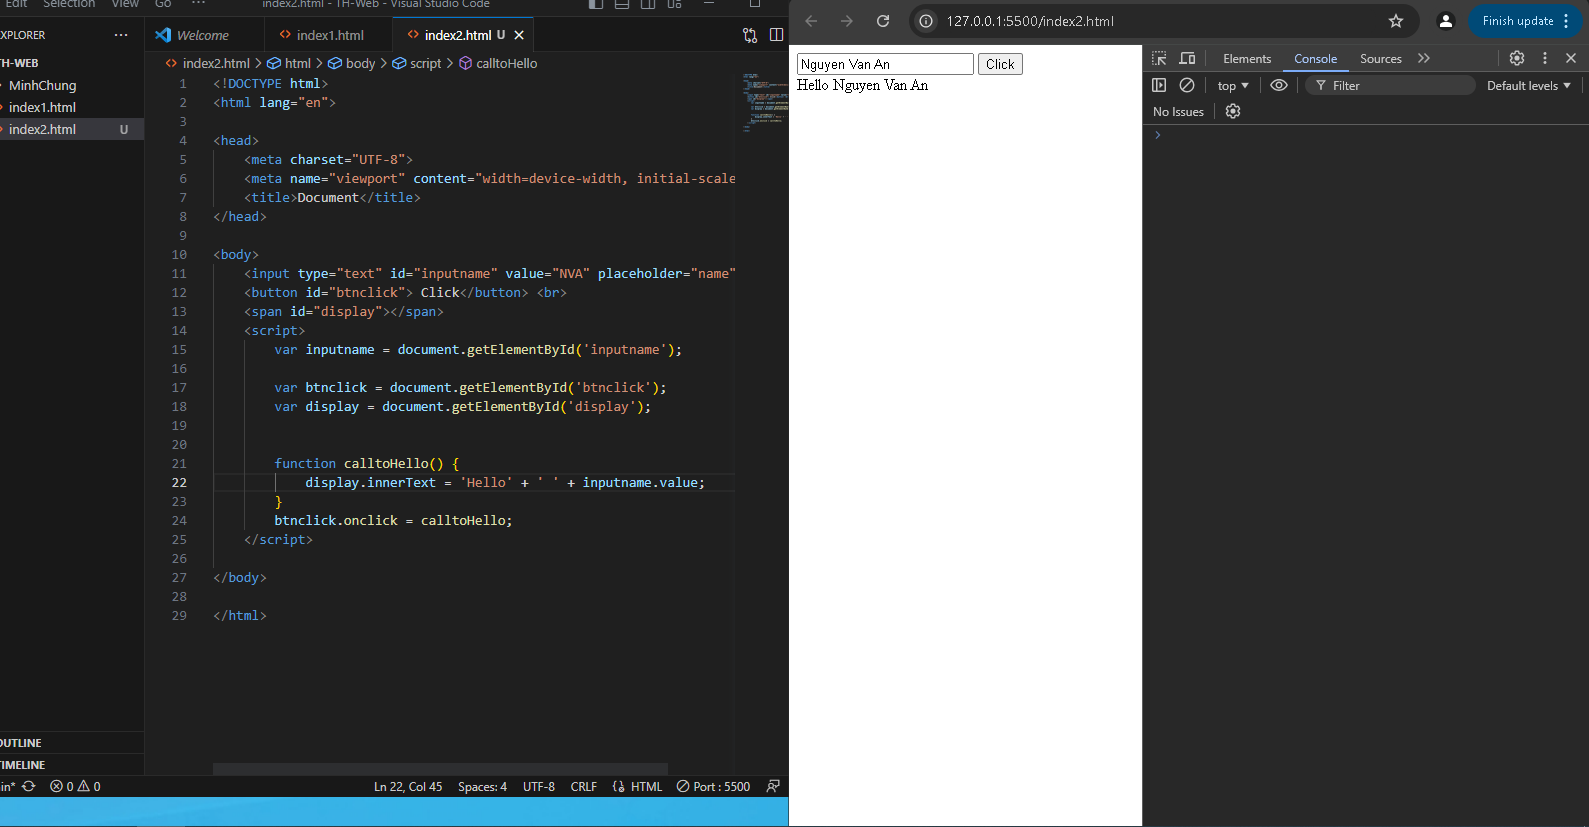 Edit Selection View Go ··· index2.html - TH-Web - Visual Studio Code
XPLORER ···
TH-WEB
MinhChung
index1.html
index2.html U
OUTLINE
TIMELINE
Welcome index1.html index2.html U
index2.html > html > body > script > calltoHello
1 <!DOCTYPE html>
2 <html lang="en">
3
4 <head>
5 <meta charset="UTF-8">
6 <meta name="viewport" content="width=device-width, initial-scale
7 <title>Document</title>
8 </head>
9
10 <body>
11 <input type="text" id="inputname" value="NVA" placeholder="name"
12 <button id="btnclick"> Click</button> <br>
13 <span id="display"></span>
14 <script>
15 var inputname = document.getElementById('inputname');
16
17 var btnclick = document.getElementById('btnclick');
18 var display = document.getElementById('display');
19
20
21 function calltoHello() {
22 display.innerText = 'Hello' + ' ' + inputname.value;
23 }
24 btnclick.onclick = calltoHello;
25 </script>
26
27 </body>
28
29 </html>
in* 0 0 Ln 22, Col 45 Spaces: 4 UTF-8 CRLF HTML Port : 5500
127.0.0.1:5500/index2.html Finish update
Nguyen Van An Click
Hello Nguyen Van An
Elements Console Sources
top Filter Default levels
No Issues